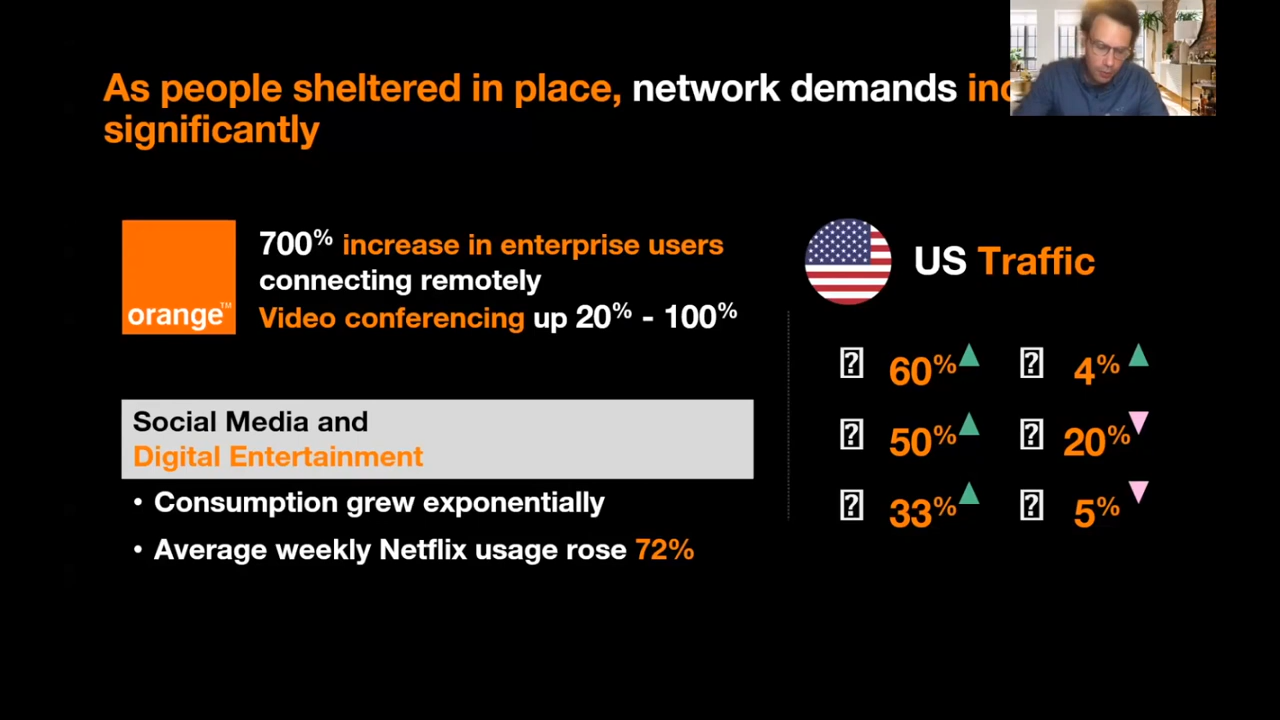 As people sheltered in place, network demands
significantly
orange™
700% increase in enterprise users
connecting remotely
Video conferencing up 20% - 100%
Social Media and
Digital Entertainment
• Consumption grew exponentially
• Average weekly Netflix usage rose 72%
US Traffic
60% 4%
50% 20%
33% 5%